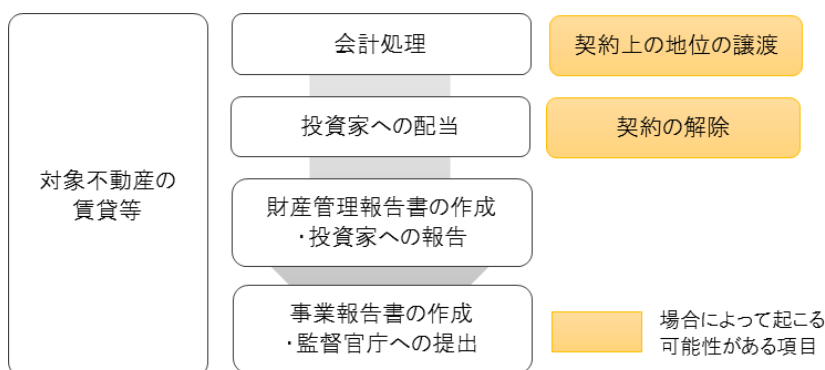 対象不動産の
賃貸等
会計処理
投資家への配当
財産管理報告書の作成
・投資家への報告
事業報告書の作成
・監督官庁への提出
契約上の地位の譲渡
契約の解除
場合によって起こる
可能性がある項目